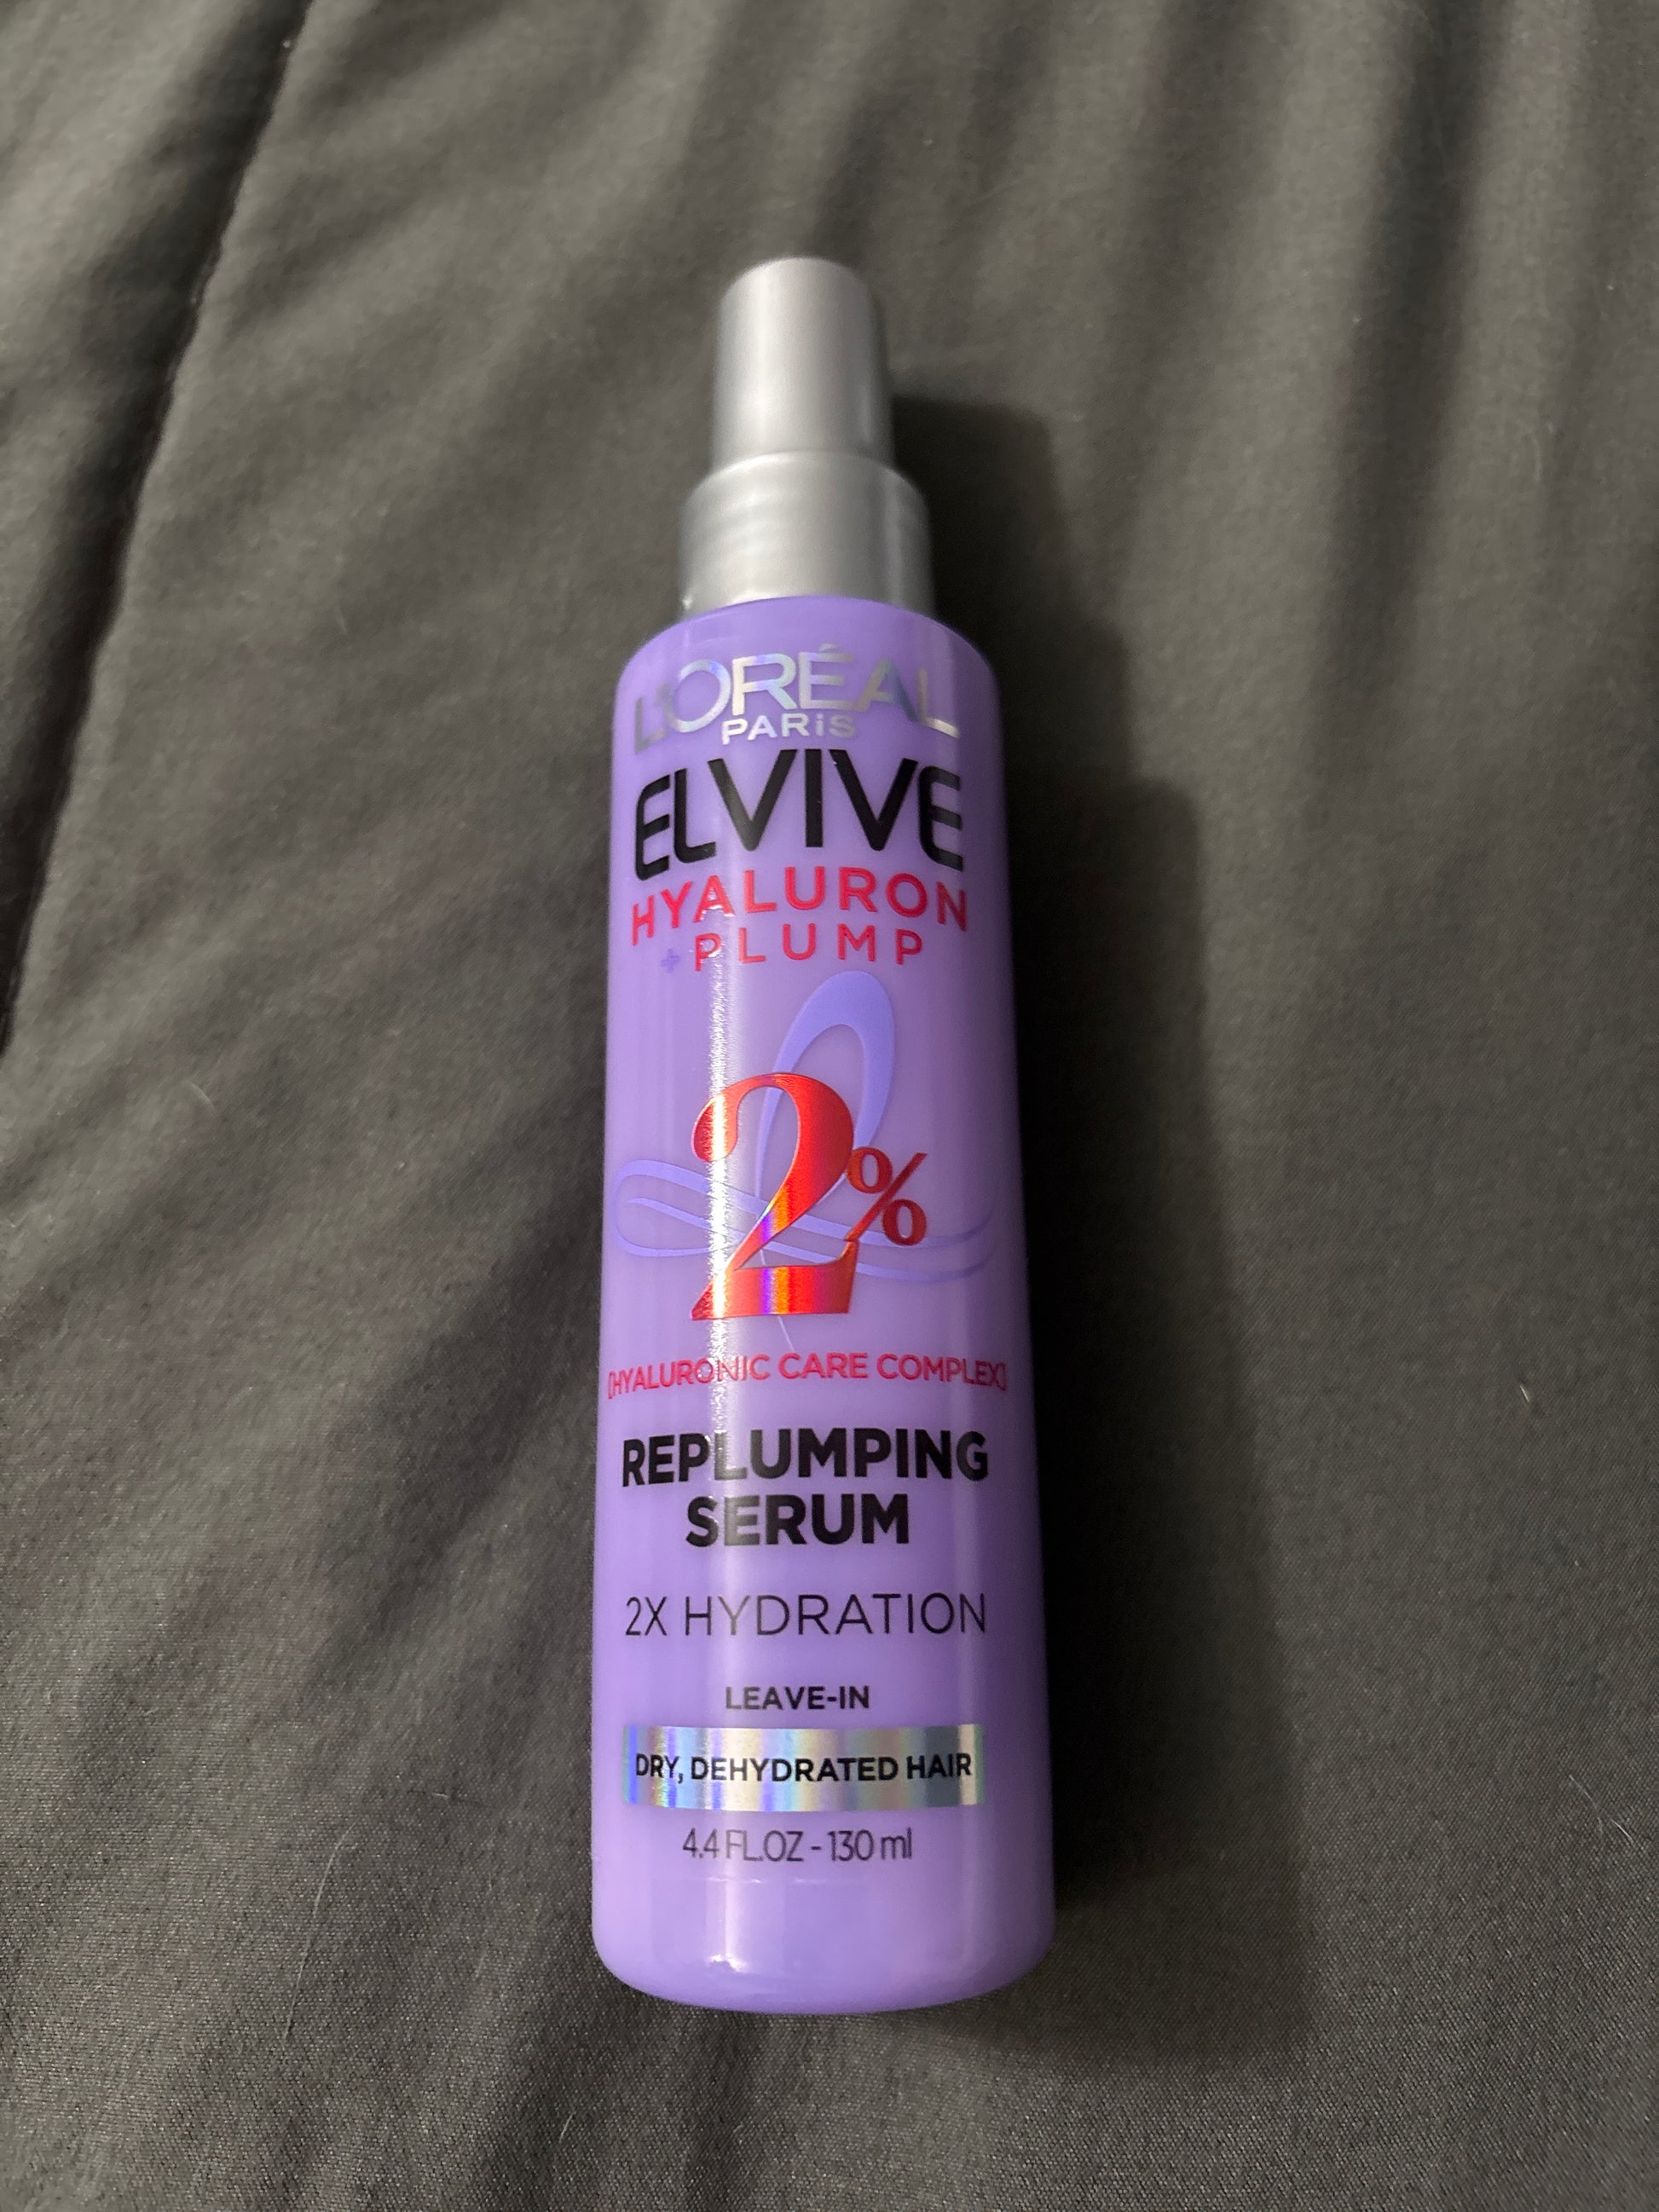 L'ORÉAL
PARiS
ELVIVE
HYALURON
+ PLUMP
2%
[HYALURONIC CARE COMPLEX]
REPLUMPING
SERUM
2X HYDRATION
LEAVE-IN
DRY, DEHYDRATED HAIR
4.4 FL.OZ - 130 ml